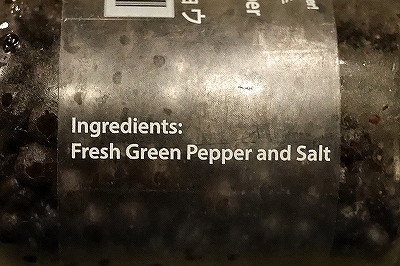 Ingredients:
Fresh Green Pepper and Salt